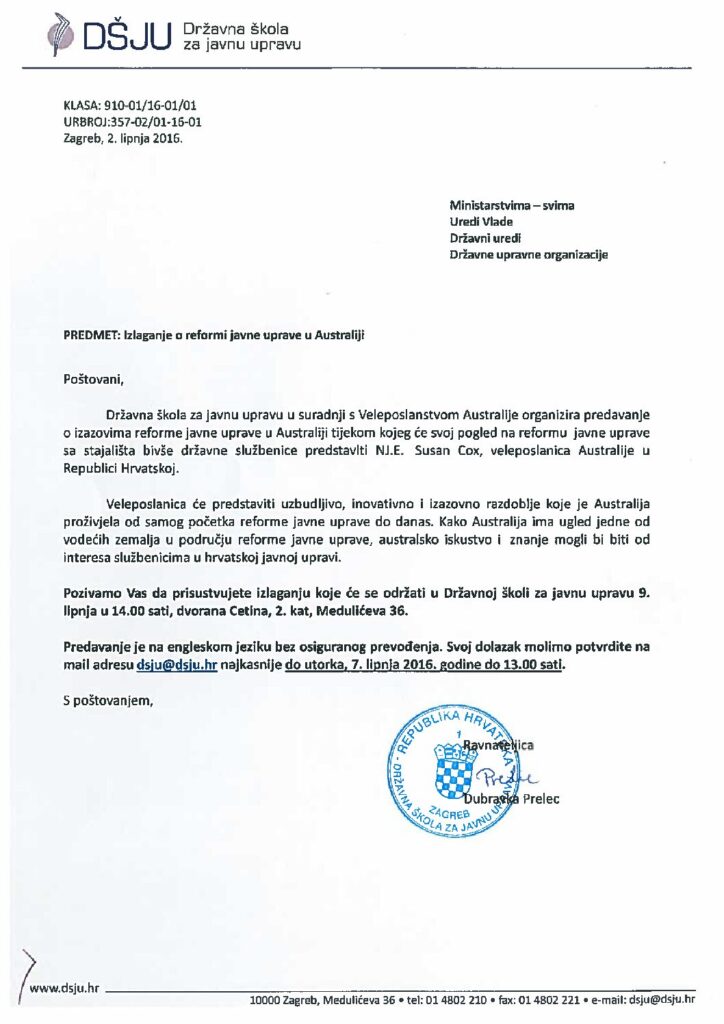 DŠJU Državna škola
za javnu upravu
KLASA: 910-01/16-01/01
URBROJ:357-02/01-16-01
Zagreb, 2. lipnja 2016.
Ministarstvima – svima
Uredi Vlade
Državni uredi
Državne upravne organizacije
PREDMET: Izlaganje o reformi javne uprave u Australiji
Poštovani,
Državna škola za javnu upravu u suradnji s Veleposlanstvom Australije organizira predavanje
o izazovima reforme javne uprave u Australiji tijekom kojeg će svoj pogled na reformu javne uprave
sa stajališta bivše državne službenice predstaviti NJ.E. Susan Cox, veleposlanica Australije u
Republici Hrvatskoj.
Veleposlanica će predstaviti uzbudljivo, inovativno i izazovno razdoblje koje je Australija
proživjela od samog početka reforme javne uprave do danas. Kako Australija ima ugled jedne od
vodećih zemalja u području reforme javne uprave, australsko iskustvo i znanje mogli bi biti od
interesa službenicima u hrvatskoj javnoj upravi.
Pozivamo Vas da prisustvujete izlaganju koje će se održati u Državnoj školi za javnu upravu 9.
lipnja u 14.00 sati, dvorana Cetina, 2. kat, Medulićeva 36.
Predavanje je na engleskom jeziku bez osiguranog prevođenja. Svoj dolazak molimo potvrdite na
mail adresu dsju@dsju.hr najkasnije do utorka, 7. lipnja 2016. godine do 13.00 sati.
S poštovanjem,
REPUBLIKA HRVATSKA
1
Ravnateljica
Dubravka Prelec
ZAGREB
DRŽAVNA ŠKOLA ZA JAVNU UPRAVU
www.dsju.hr
10000 Zagreb, Medulićeva 36 • tel: 01 4802 210 • fax: 01 4802 221 • e-mail: dsju@dsju.hr